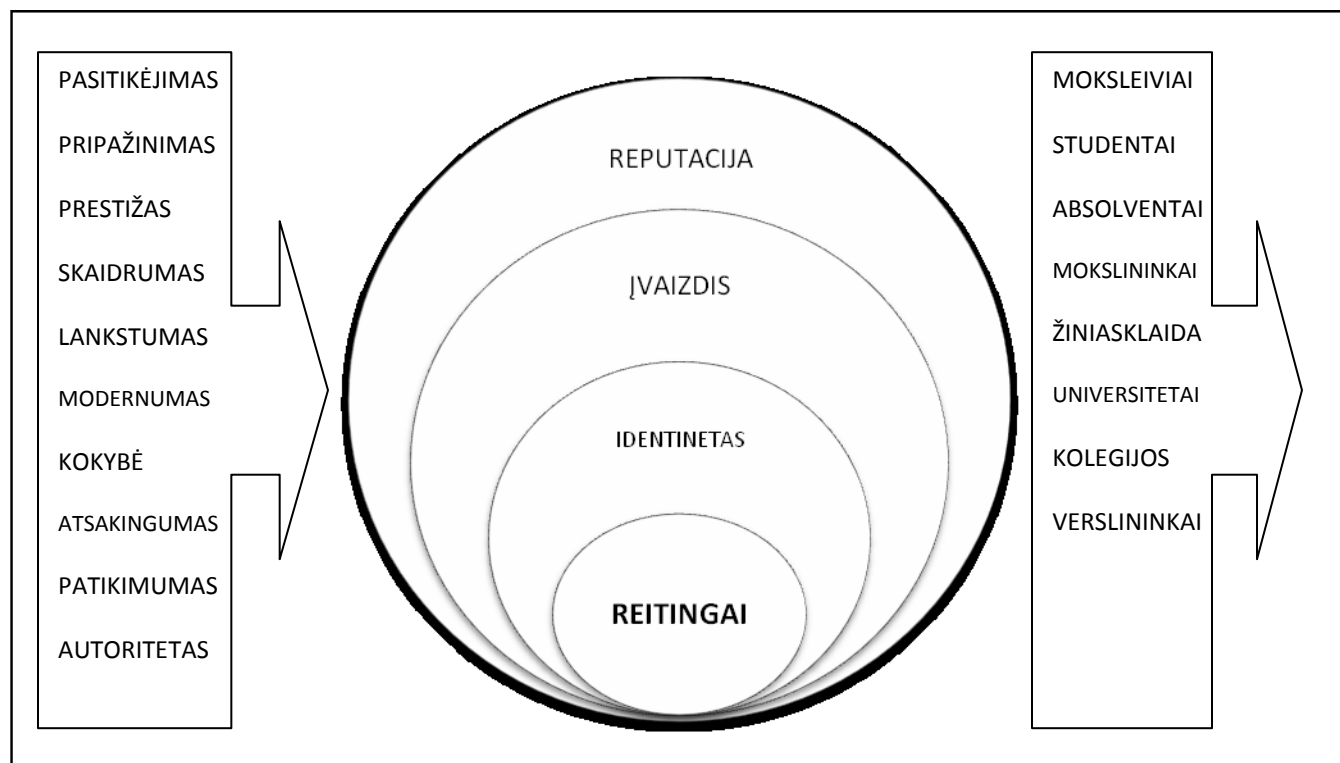 PASITIKĖJIMAS
PRIPAŽINIMAS
PRESTIŽAS
SKAIDRUMAS
LANKSTUMAS
MODERNUMAS
KOKYBĖ
ATSAKINGUMAS
PATIKIMUMAS
AUTORITETAS
REPUTACIJA
ĮVAIZDIS
IDENTINETAS
REITINGAI
MOKSLEIVIAI
STUDENTAI
ABSOLVENTAI
MOKSLININKAI
ŽINIASKLAIDA
UNIVERSITETAI
KOLEGIJOS
VERSLININKAI